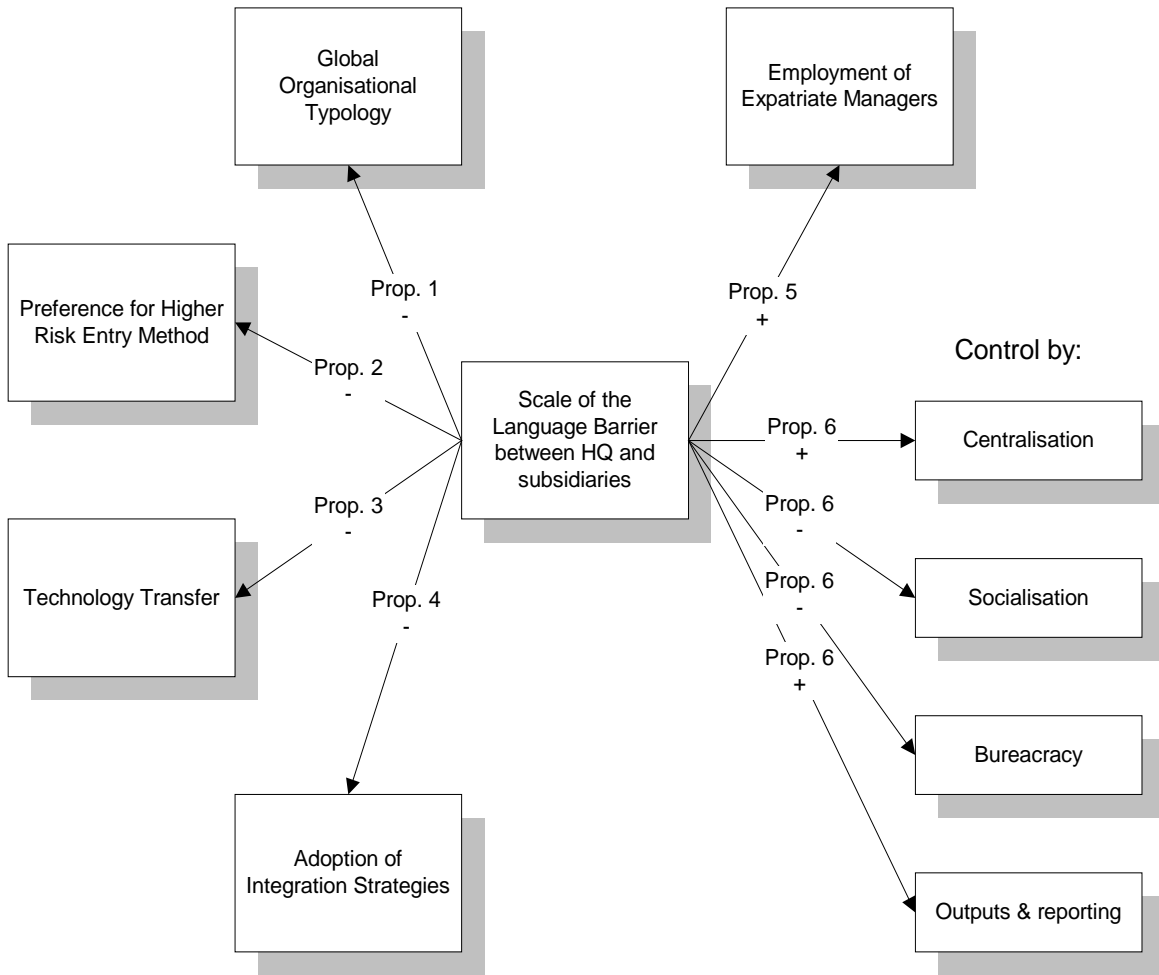 Global
Organisational
Typology
Employment of
Expatriate Managers
Preference for Higher
Risk Entry Method
Prop. 1
-
Prop. 5
+
Prop. 2
-
Control by:
Scale of the
Language Barrier
between HQ and
subsidiaries
Prop. 6
+
Centralisation
Prop. 3
-
Prop. 6
-
Technology Transfer
Socialisation
Prop. 4
-
Prop. 6
-
Prop. 6
+
Bureacracy
Adoption of
Integration Strategies
Outputs & reporting